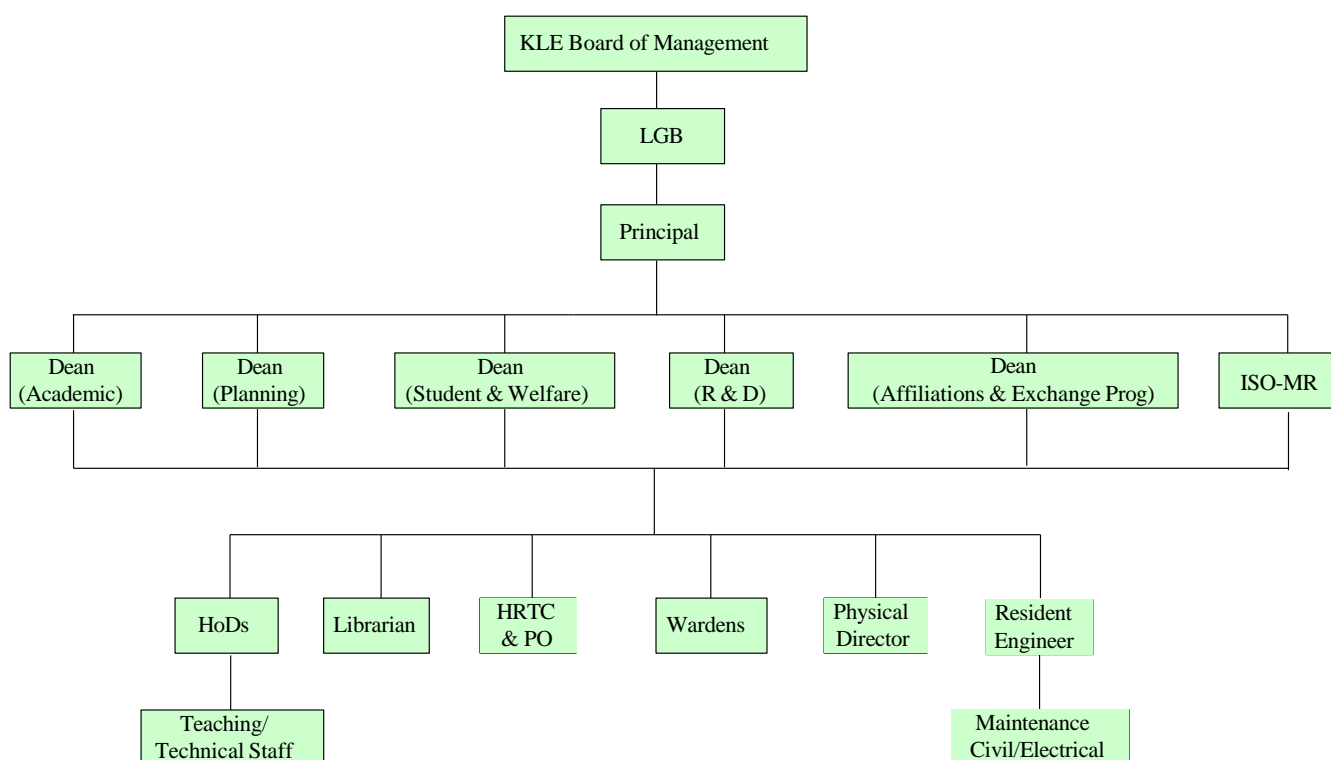 KLE Board of Management
LGB
Principal
Dean
(Academic)
Dean
(Planning)
Dean
(Student & Welfare)
Dean
(R & D)
Dean
(Affiliations & Exchange Prog)
ISO-MR
HoDs
Librarian
HRTC
& PO
Wardens
Physical
Director
Resident
Engineer
Teaching/
Technical Staff
Maintenance
Civil/Electrical